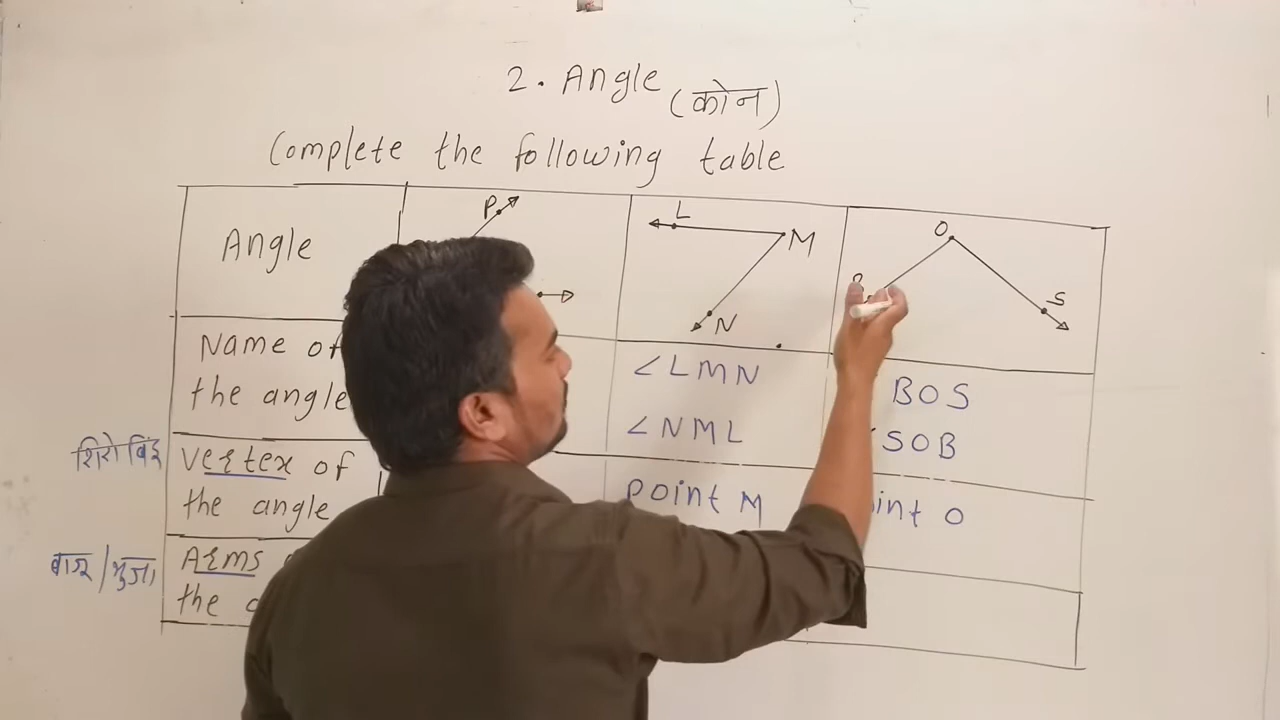 2. Angle (कोन)
Complete the following table
Angle
P
L
M
N
O
S
Name of
the angle
∠LMN
∠NML
BOS
SOB
शिरोबिंदू
Vertex of
the angle
point M
int O
बाजू/भुजा
Arms
the